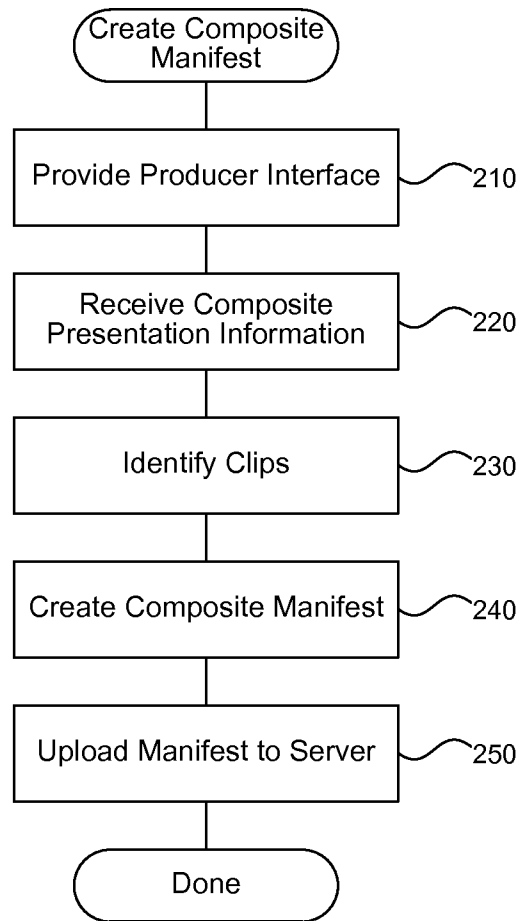 Create Composite
Manifest
Provide Producer Interface
210
Receive Composite
Presentation Information
220
Identify Clips
230
Create Composite Manifest
240
Upload Manifest to Server
250
Done